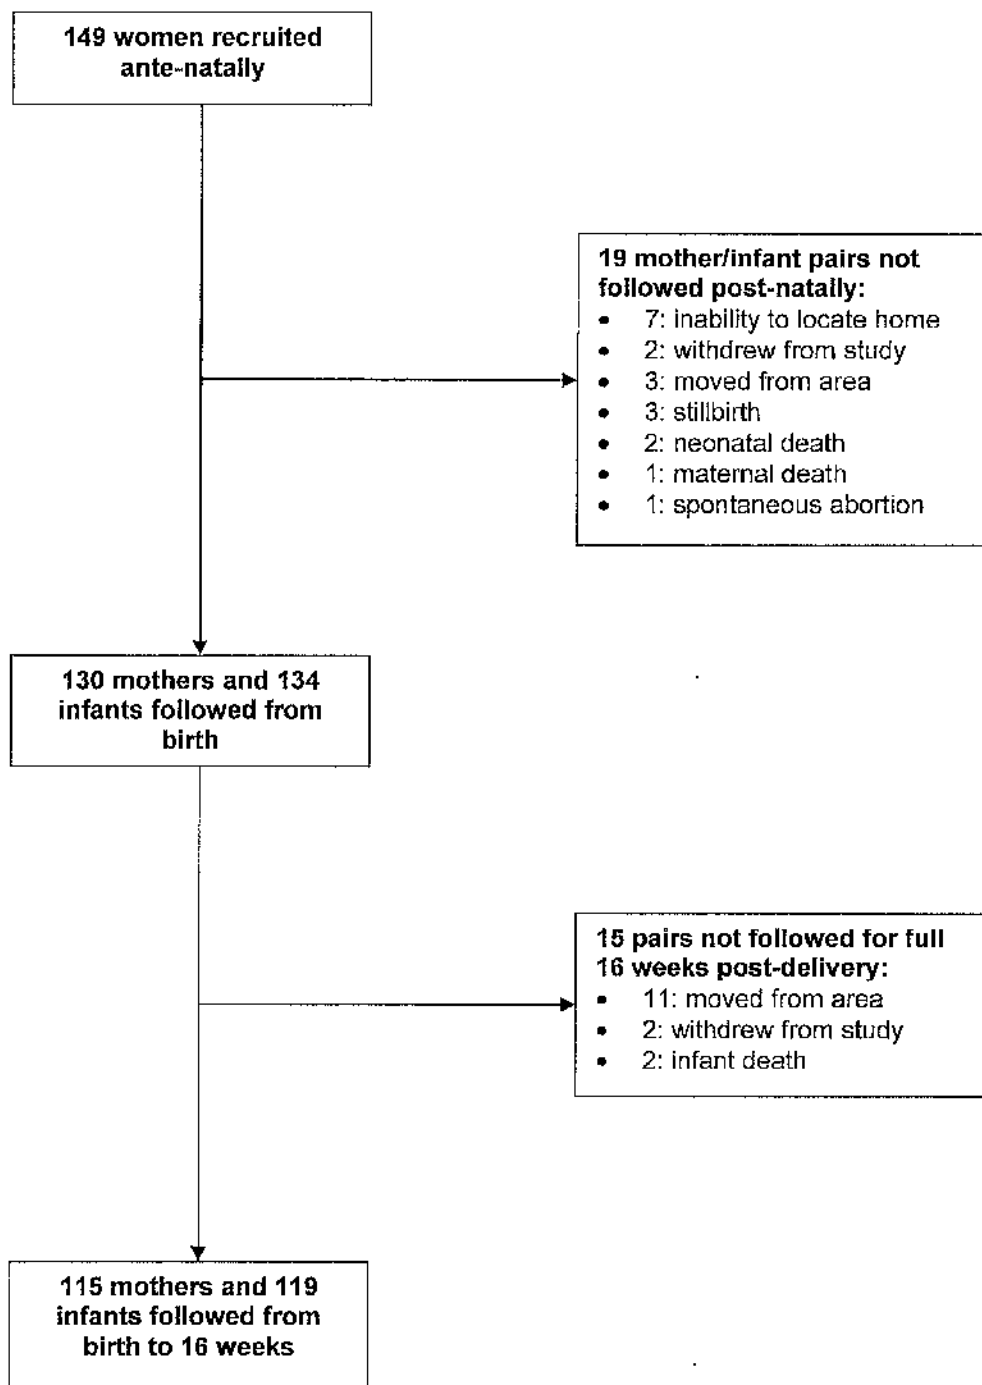 149 women recruited
ante-natally
19 mother/infant pairs not
followed post-natally:
• 7: inability to locate home
• 2: withdrew from study
• 3: moved from area
• 3: stillbirth
• 2: neonatal death
• 1: maternal death
• 1: spontaneous abortion
130 mothers and 134
infants followed from
birth
15 pairs not followed for full
16 weeks post-delivery:
• 11: moved from area
• 2: withdrew from study
• 2: infant death
115 mothers and 119
infants followed from
birth to 16 weeks